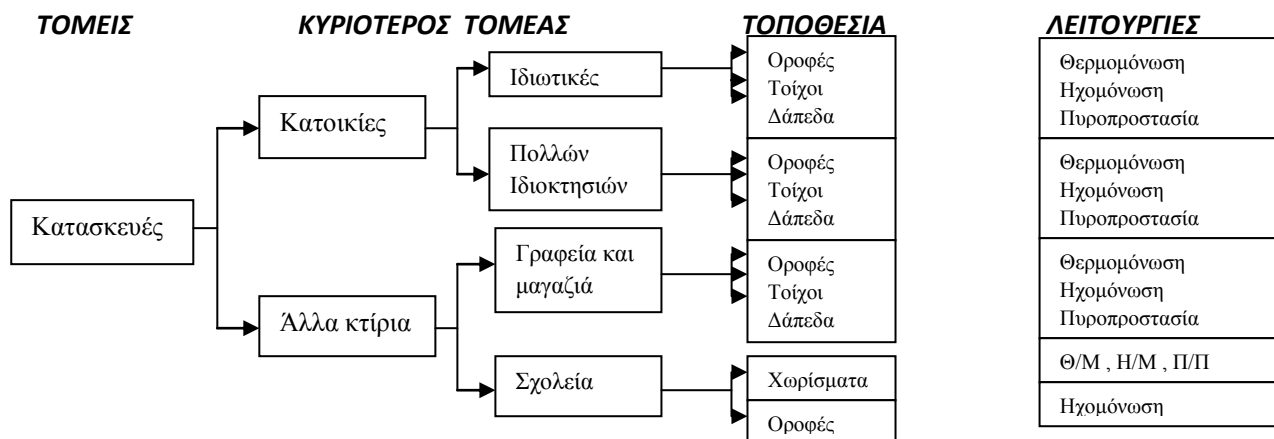 ΤΟΜΕΙΣ ΚΥΡΙΟΤΕΡΟΣ ΤΟΜΕΑΣ ΤΟΠΟΘΕΣΙΑ ΛΕΙΤΟΥΡΓΙΕΣ
Κατασκευές
Κατοικίες
Ιδιωτικές
Οροφές
Τοίχοι
Δάπεδα
Θερμομόνωση
Ηχομόνωση
Πυροπροστασία
Πολλών
Ιδιοκτησιών
Οροφές
Τοίχοι
Δάπεδα
Θερμομόνωση
Ηχομόνωση
Πυροπροστασία
Άλλα κτίρια
Γραφεία και
μαγαζιά
Οροφές
Τοίχοι
Δάπεδα
Θερμομόνωση
Ηχομόνωση
Πυροπροστασία
Σχολεία
Χωρίσματα
Θ/Μ , Η/Μ , Π/Π
Οροφές
Ηχομόνωση